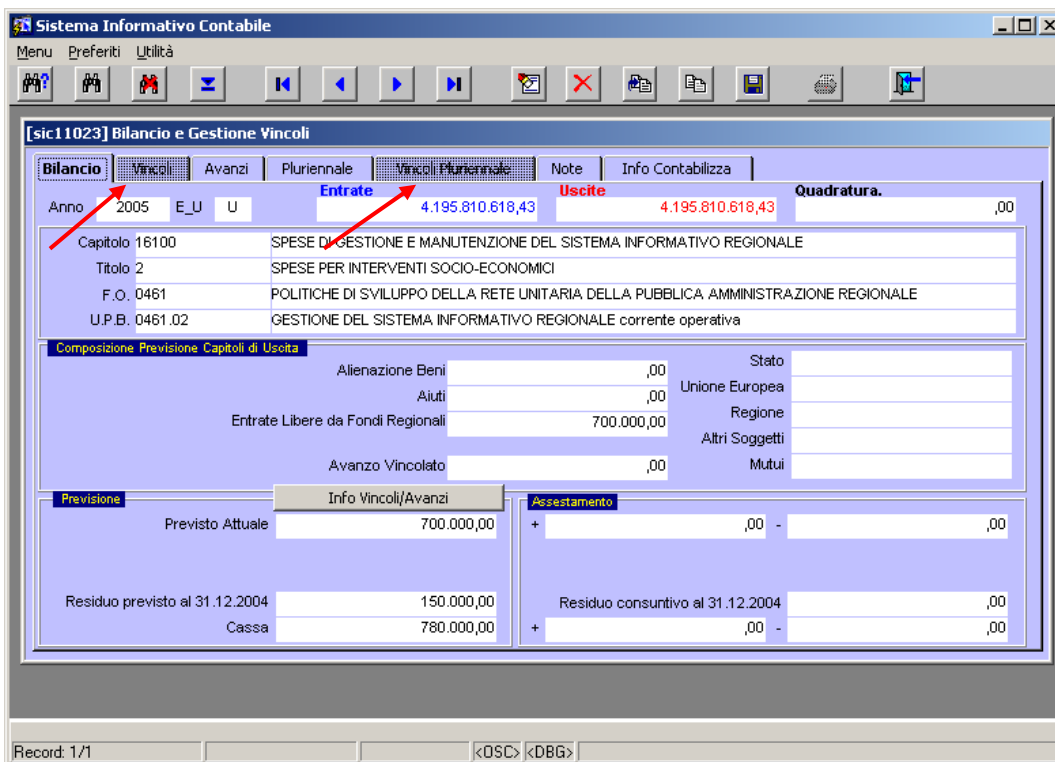 Sistema Informativo Contabile
Menu Preferiti Utilità
[sic11023] Bilancio e Gestione Vincoli
Bilancio Vincoli Avanzi Pluriennale Vincoli Pluriennale Note Info Contabilizza
Entrate Uscite Quadratura.
Anno 2005 E_U U 4.195.810.618,43 4.195.810.618,43 ,00
Capitolo 16100 SPESE DI GESTIONE E MANUTENZIONE DEL SISTEMA INFORMATIVO REGIONALE
Titolo 2 SPESE PER INTERVENTI SOCIO-ECONOMICI
F.O. 0461 POLITICHE DI SVILUPPO DELLA RETE UNITARIA DELLA PUBBLICA AMMINISTRAZIONE REGIONALE
U.P.B. 0461.02 GESTIONE DEL SISTEMA INFORMATIVO REGIONALE corrente operativa
Composizione Previsione Capitoli di Uscita
Alienazione Beni ,00 Stato
Aiuti ,00 Unione Europea
Entrate Libere da Fondi Regionali 700.000,00 Regione
Altri Soggetti
Avanzo Vincolato ,00 Mutui
Previsione Info Vincoli/Avanzi Assestamento
Previsto Attuale 700.000,00 + ,00 - ,00
Residuo previsto al 31.12.2004 150.000,00 Residuo consuntivo al 31.12.2004 ,00
Cassa 780.000,00 + ,00 - ,00
Record: 1/1 <OSC> <DBG>